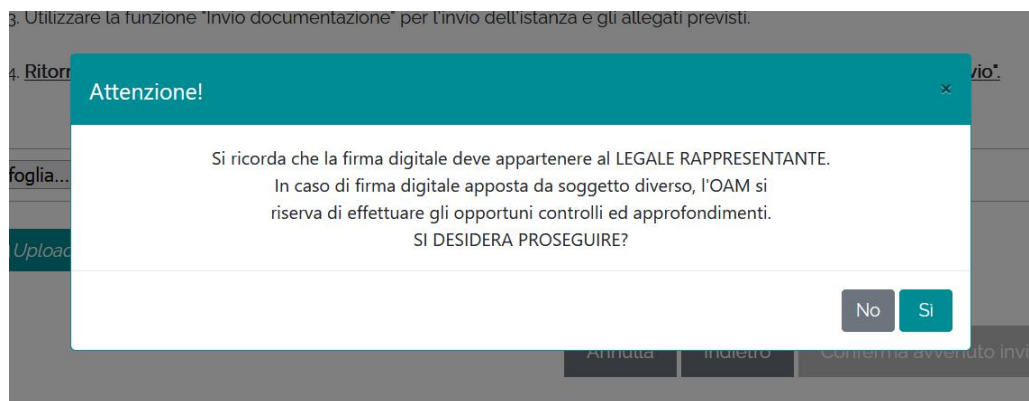 3. Utilizzare la funzione "Invio documentazione" per l'invio dell'istanza e gli allegati previsti.
4. Ritorn
vio".
Attenzione!
×
Si ricorda che la firma digitale deve appartenere al LEGALE RAPPRESENTANTE.
In caso di firma digitale apposta da soggetto diverso, l'OAM si
riserva di effettuare gli opportuni controlli ed approfondimenti.
SI DESIDERA PROSEGUIRE?
foglia...
Upload
No Sì
Annulla Indietro Conferma avvenuto invi